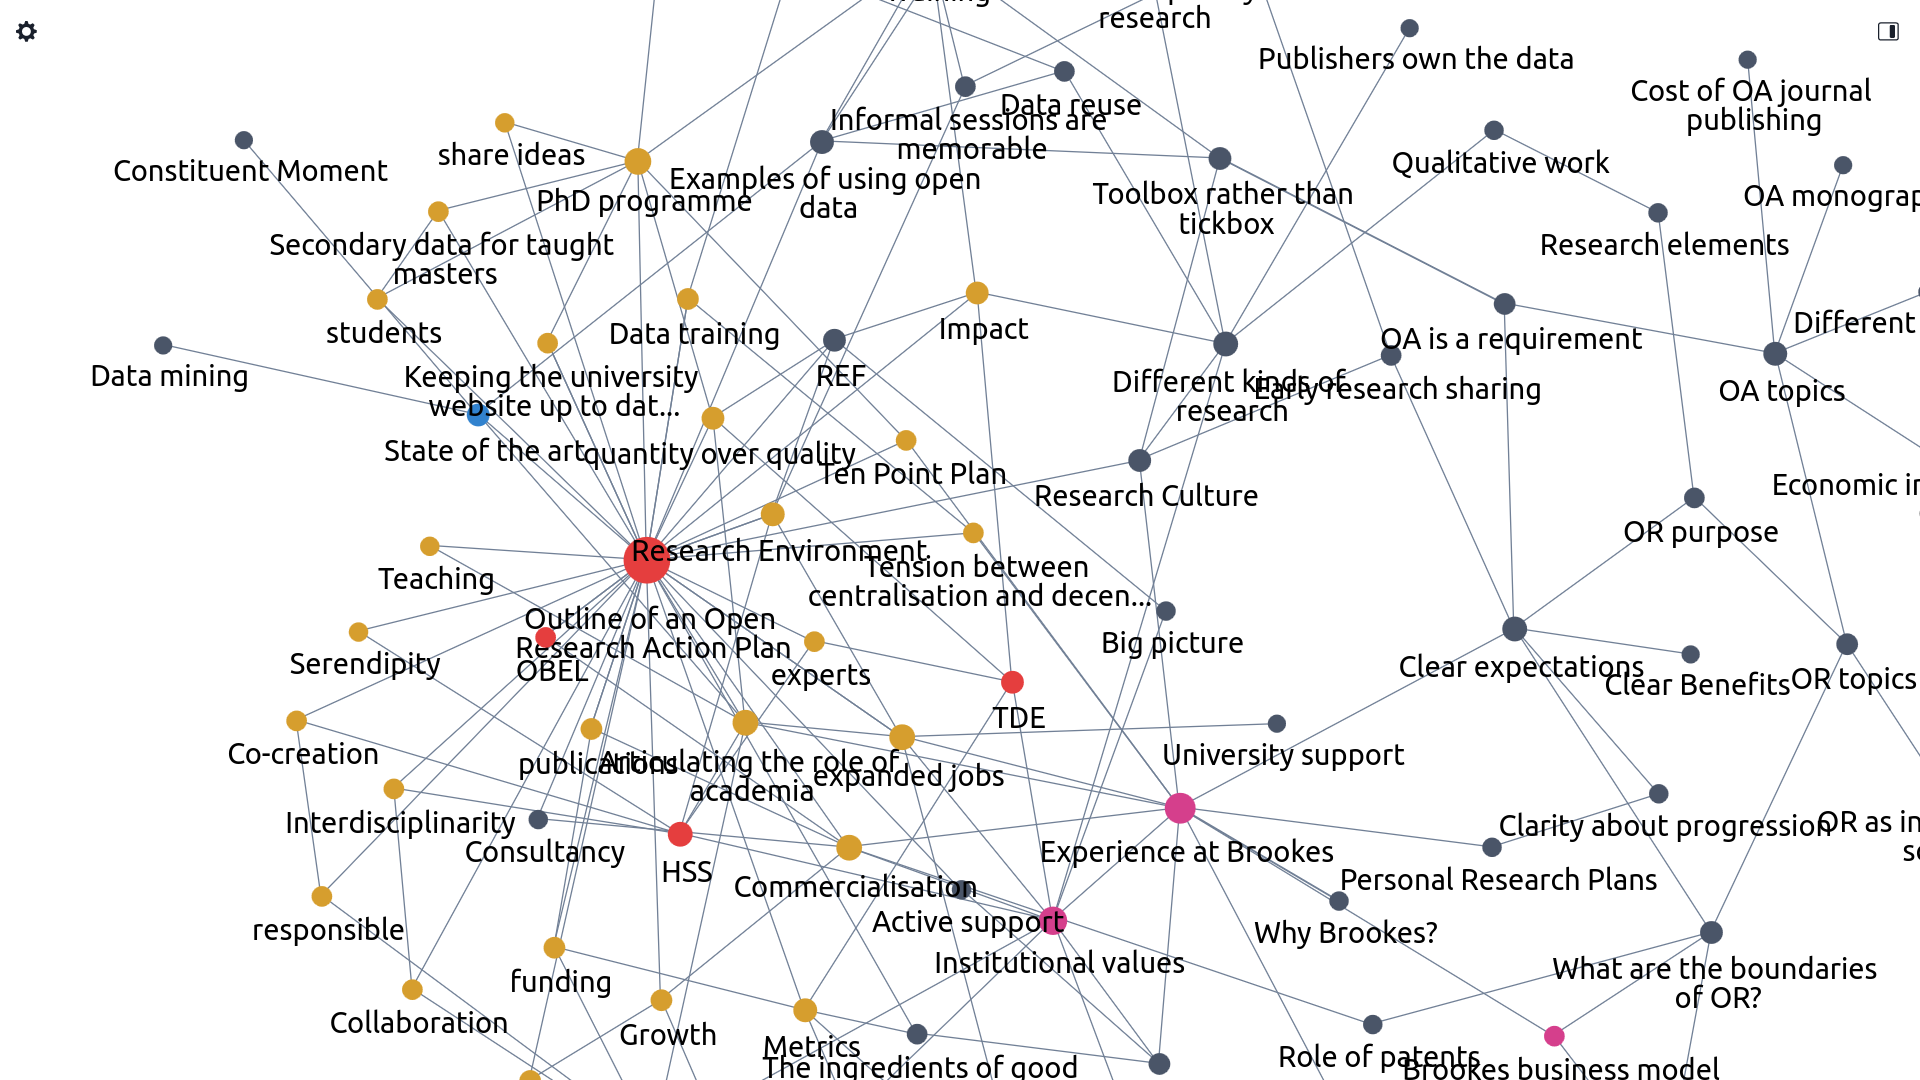 research
Publishers own the data
Cost of OA journal
publishing
Data reuse
Informal sessions are
memorable
share ideas
Constituent Moment
Qualitative work
Examples of using open
data
PhD programme
Toolbox rather than
tickbox
Secondary data for taught
masters
Research elements
students
Data training
Impact
Different
OA is a requirement
Data mining
Keeping the university
website up to dat...
REF
Different kinds of
research
Early research sharing
OA topics
State of the art
quantity over quality
Ten Point Plan
Research Culture
Economic
OR purpose
Research Environment
Teaching
Tension between
centralisation and decen...
Outline of an Open
Research Action Plan
Big picture
Serendipity
OBEL
experts
Clear expectations
Clear Benefits
OR topics
TDE
Co-creation
publications
Articulating the role of
academia
expanded jobs
University support
Interdisciplinarity
Consultancy
Experience at Brookes
Clarity about progression
OR as
HSS
Commercialisation
Personal Research Plans
responsible
Active support
Why Brookes?
Institutional values
funding
What are the boundaries
of OR?
Collaboration
Growth
Metrics
The ingredients of good
Role of patents
Brookes business model